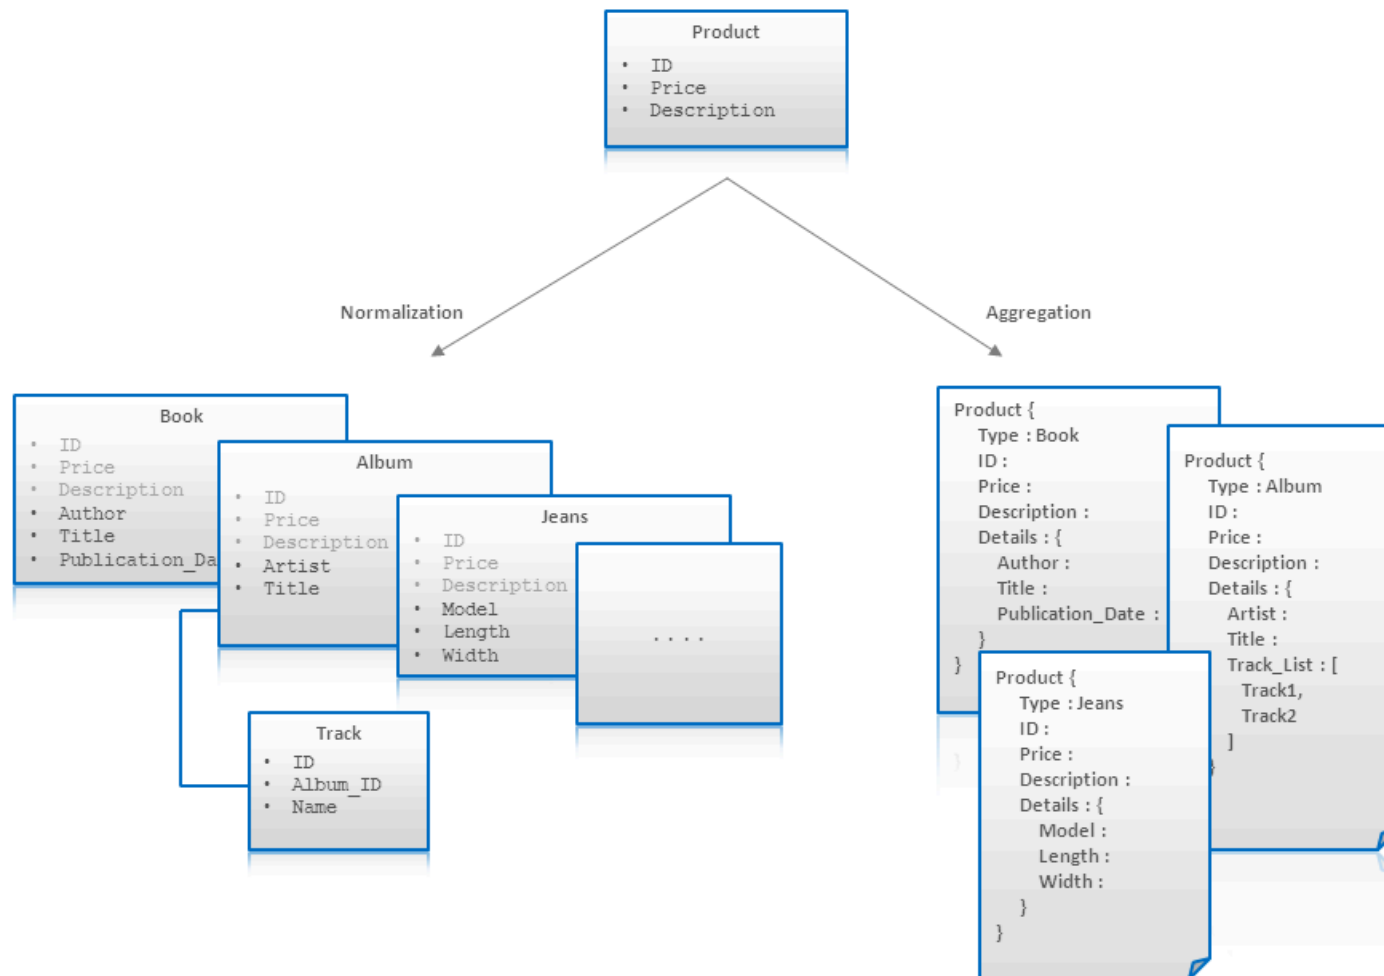 Product
• ID
• Price
• Description
Normalization
Aggregation
Book
• ID
• Price
• Description
• Author
• Title
• Publication_Da
Album
• ID
• Price
• Description
• Artist
• Title
Jeans
• ID
• Price
• Description
• Model
• Length
• Width
. . . .
Track
• ID
• Album_ID
• Name
Product {
Type : Book
ID :
Price :
Description :
Details : {
Author :
Title :
Publication_Date :
}
}
Product {
Type : Album
ID :
Price :
Description :
Details : {
Artist :
Title :
Track_List : [
Track1,
Track2
]
}
Product {
Type : Jeans
ID :
Price :
Description :
Details : {
Model :
Length :
Width :
}
}